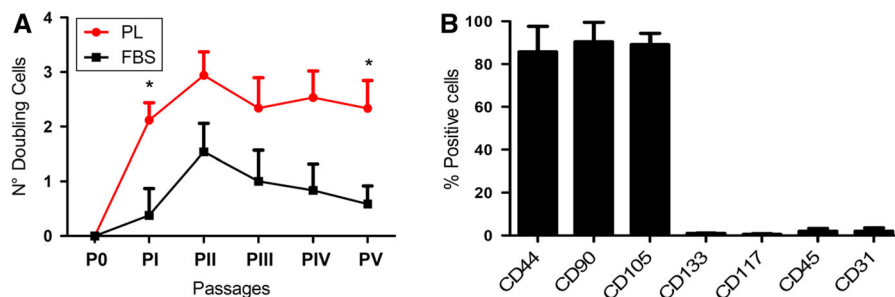 A
PL
FBS
*
*
N° Doubling Cells
4
3
2
1
0
P0 PI PII PIII PIV PV
Passages
B
% Positive cells
100
80
60
40
20
0
CD44 CD90 CD105 CD133 CD117 CD45 CD31